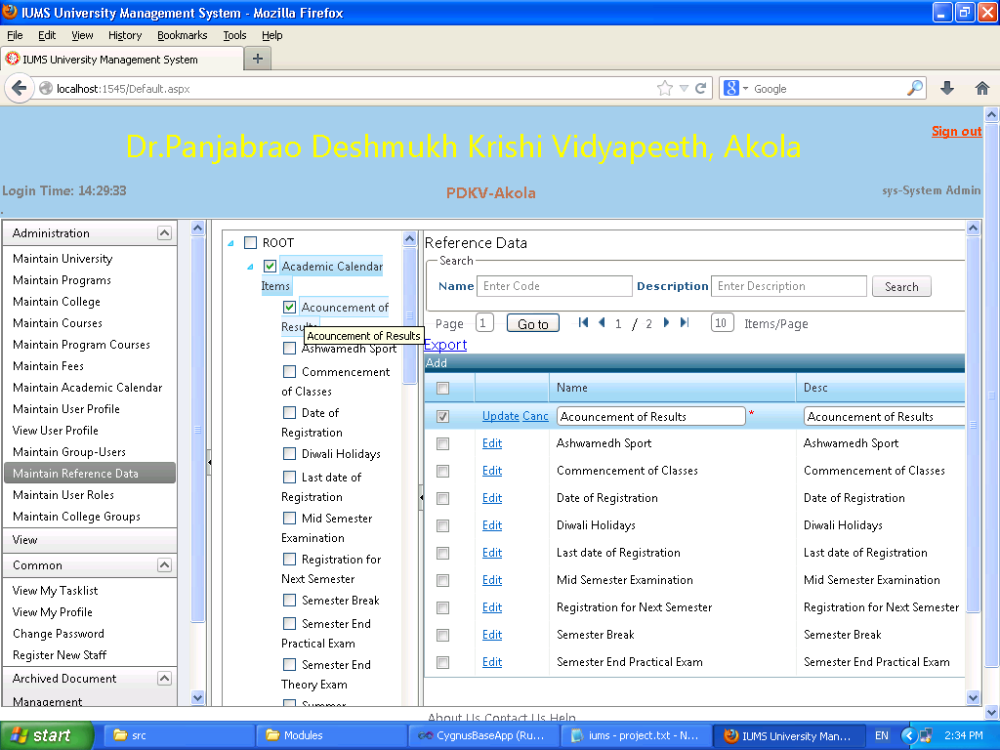 IUMS University Management System - Mozilla Firefox
File Edit View History Bookmarks Tools Help
IUMS University Management System
localhost:1545/Default.aspx
Google
Sign out
Dr.Panjabrao Deshmukh Krishi Vidyapeeth, Akola
Login Time: 14:29:33
PDKV-Akola
sys-System Admin
.
Administration
Maintain University
Maintain Programs
Maintain College
Maintain Courses
Maintain Program Courses
Maintain Fees
Maintain Academic Calendar
Maintain User Profile
View User Profile
Maintain Group-Users
Maintain Reference Data
Maintain User Roles
Maintain College Groups
View
Common
View My Tasklist
View My Profile
Change Password
Register New Staff
Archived Document
Management
ROOT
Academic Calendar
Items
Acouncement of
Results
Acouncement of Results
Ashwamedh Sport
Commencement
of Classes
Date of
Registration
Diwali Holidays
Last date of
Registration
Mid Semester
Examination
Registration for
Next Semester
Semester Break
Semester End
Practical Exam
Semester End
Theory Exam
Summer
Reference Data
Search
Name Enter Code Description Enter Description Search
Page 1 Go to 1 / 2 10 Items/Page
Export
Add
Name Desc
Update Canc Acouncement of Results * Acouncement of Results
Edit Ashwamedh Sport Ashwamedh Sport
Edit Commencement of Classes Commencement of Classes
Edit Date of Registration Date of Registration
Edit Diwali Holidays Diwali Holidays
Edit Last date of Registration Last date of Registration
Edit Mid Semester Examination Mid Semester Examination
Edit Registration for Next Semester Registration for Next Semester
Edit Semester Break Semester Break
Edit Semester End Practical Exam Semester End Practical Exam
About Us Contact Us Help
start src Modules CygnusBaseApp (Ru... iums - project.txt - N... IUMS University Man... EN 2:34 PM